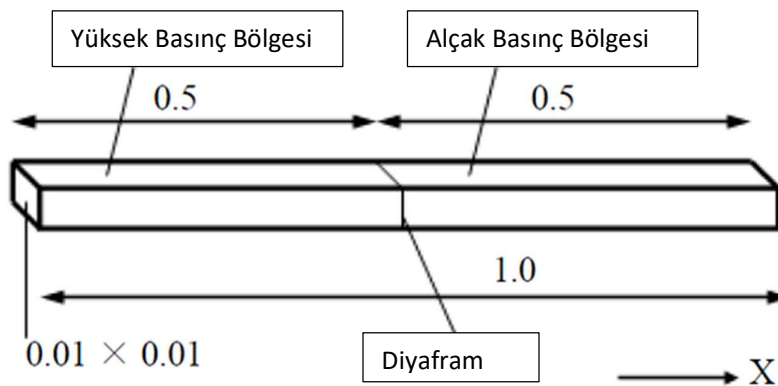 Yüksek Basınç Bölgesi
Alçak Basınç Bölgesi
0.5
0.5
1.0
0.01 × 0.01
Diyafram
X